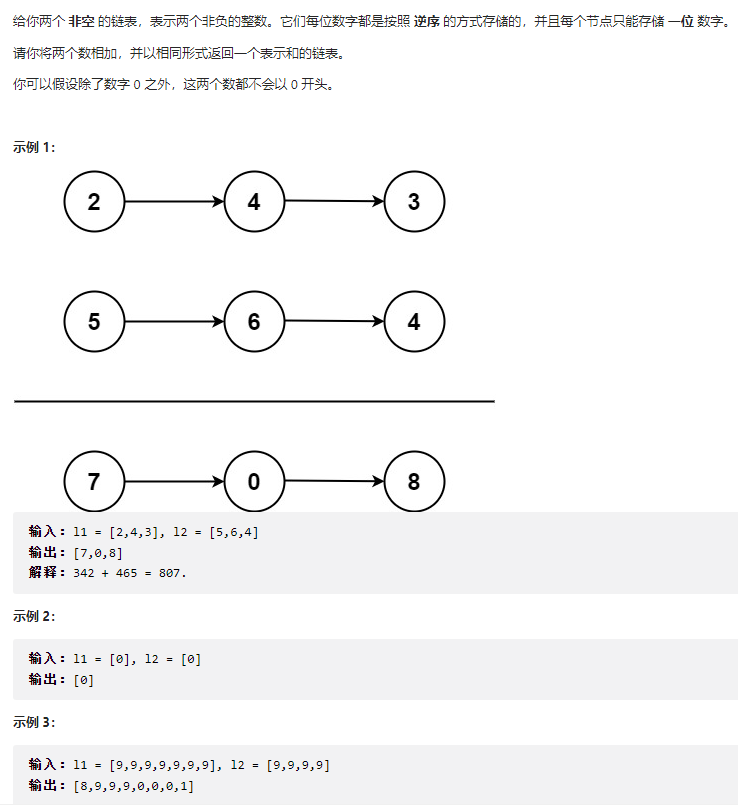 给你两个 非空 的链表，表示两个非负的整数。它们每位数字都是按照 逆序 的方式存储的，并且每个节点只能存储 一位 数字。
请你将两个数相加，并以相同形式返回一个表示和的链表。
你可以假设除了数字 0 之外，这两个数都不会以 0 开头。
示例 1：
2 4 3
5 6 4
7 0 8
输入：l1 = [2,4,3], l2 = [5,6,4]
输出：[7,0,8]
解释：342 + 465 = 807.
示例 2：
输入：l1 = [0], l2 = [0]
输出：[0]
示例 3：
输入：l1 = [9,9,9,9,9,9,9], l2 = [9,9,9,9]
输出：[8,9,9,9,0,0,0,1]